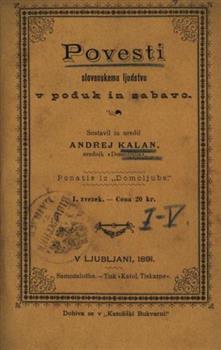 Povesti
slovenskemu ljudstvu
v poduk in zabavo.
Sestavil in uredil
ANDREJ KALAN,
urednik »Domoljuba«.
Ponatis iz „Domoljuba“
I. zvezek. — Cena 20 kr.
I-V
V LJUBLJANI, 1891.
Samozaložba. — Tisk »Katol. Tiskarne«.
Dobiva se v „Katoliški Bukvarni“